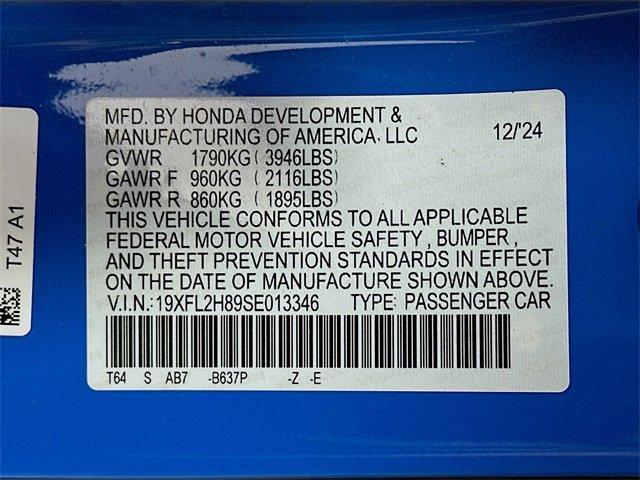 MFD. BY HONDA DEVELOPMENT &
MANUFACTURING OF AMERICA, LLC 12/'24
GVWR 1790KG ( 3946LBS)
GAWR F 960KG ( 2116LBS)
GAWR R 860KG ( 1895LBS)
THIS VEHICLE CONFORMS TO ALL APPLICABLE
FEDERAL MOTOR VEHICLE SAFETY , BUMPER ,
AND THEFT PREVENTION STANDARDS IN EFFECT
ON THE DATE OF MANUFACTURE SHOWN ABOVE.
V.I.N.:19XFL2H89SE013346 TYPE: PASSENGER CAR
T64 S AB7 -B637P -Z -E
T47 A1